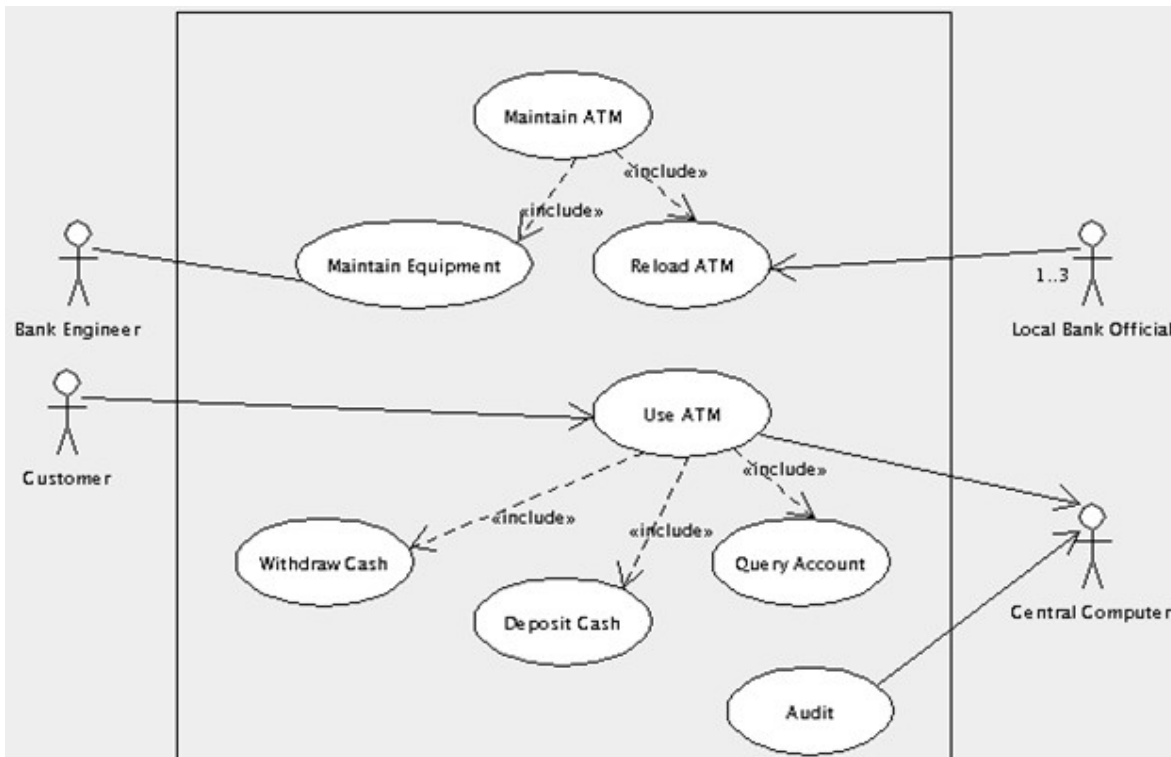 Maintain ATM
«include»
«include»
Maintain Equipment
Reload ATM
1..3
Bank Engineer
Local Bank Official
Use ATM
Customer
«include»
«include»
«include»
Withdraw Cash
Query Account
Deposit Cash
Central Computer
Audit